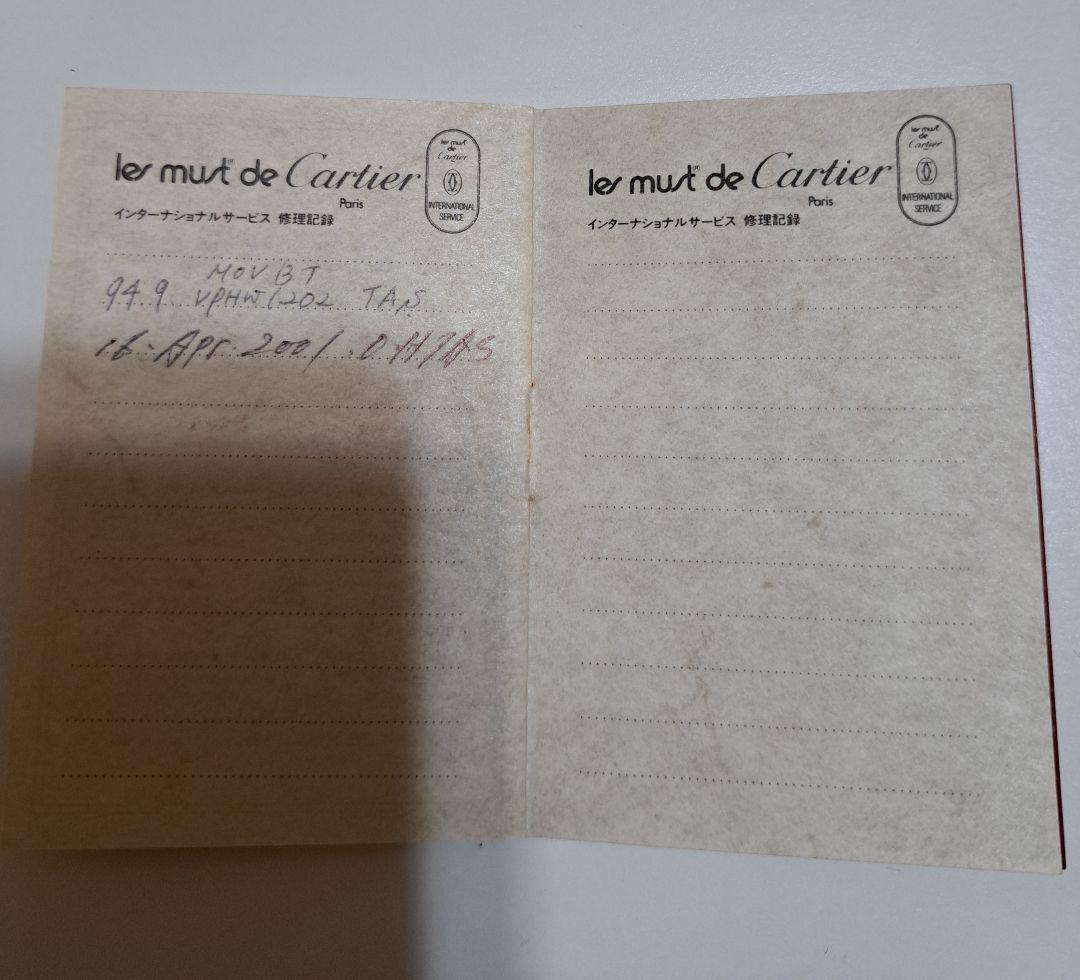 les must de Cartier
Paris
インターナショナルサービス 修理記録
les must
de
Cartier
INTERNATIONAL
SERVICE
MOV BT
94.9. VPHW1202 TAN
16. Apr. 2001.
les must de Cartier
Paris
インターナショナルサービス 修理記録
les must
de
Cartier
INTERNATIONAL
SERVICE